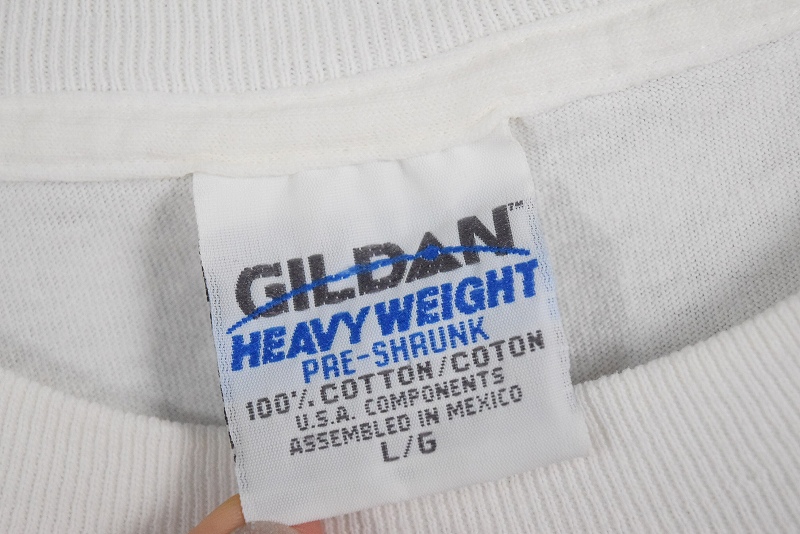 GILDAN™
HEAVY WEIGHT
PRE-SHRUNK
100% COTTON/COTON
U.S.A. COMPONENTS
ASSEMBLED IN MEXICO
L/G